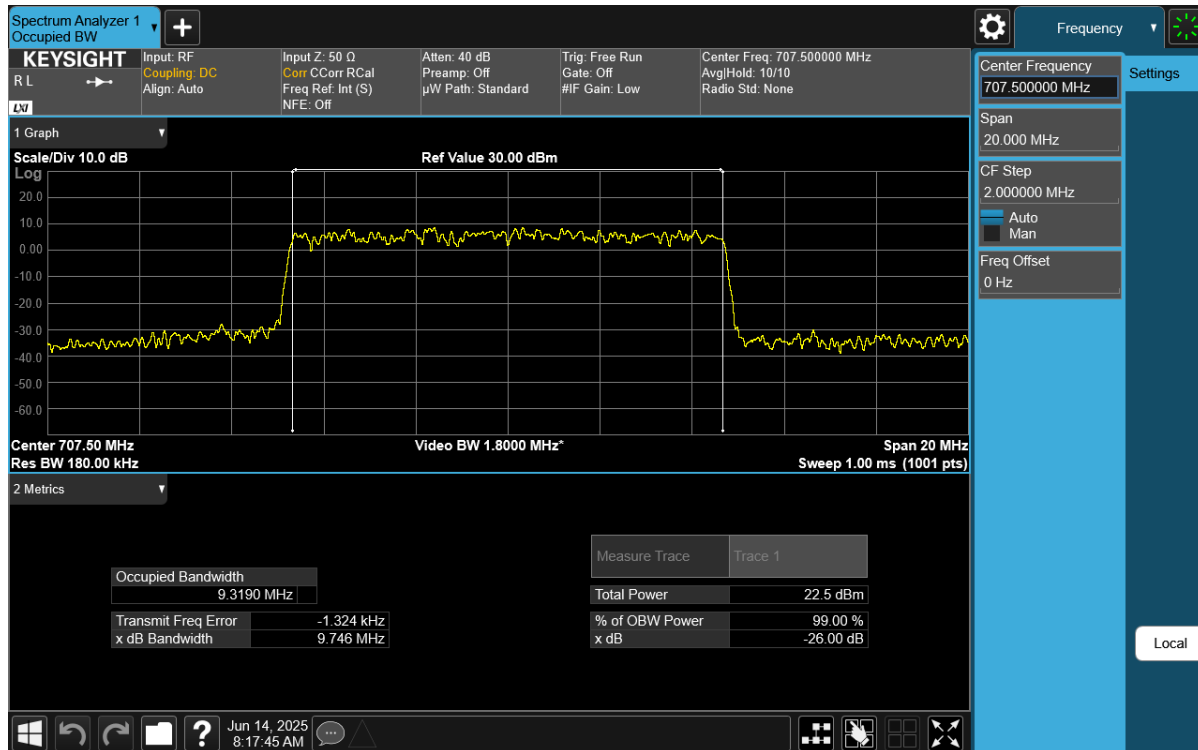 Spectrum Analyzer 1
Occupied BW
Frequency
KEYSIGHT
R L
LXI
Input: RF
Coupling: DC
Align: Auto
Input Z: 50 Ω
Corr CCorr RCal
Freq Ref: Int (S)
NFE: Off
Atten: 40 dB
Preamp: Off
µW Path: Standard
Trig: Free Run
Gate: Off
#IF Gain: Low
Center Freq: 707.500000 MHz
Avg|Hold: 10/10
Radio Std: None
Center Frequency
707.500000 MHz
Settings
Span
20.000 MHz
CF Step
2.000000 MHz
Auto
Man
Freq Offset
0 Hz
Local
1 Graph
Scale/Div 10.0 dB
Ref Value 30.00 dBm
Log
20.0
10.0
0.00
-10.0
-20.0
-30.0
-40.0
-50.0
-60.0
Center 707.50 MHz
Video BW 1.8000 MHz*
Span 20 MHz
Res BW 180.00 kHz
Sweep 1.00 ms (1001 pts)
2 Metrics
Measure Trace Trace 1
Occupied Bandwidth
9.3190 MHz
Total Power 22.5 dBm
Transmit Freq Error -1.324 kHz
% of OBW Power 99.00 %
x dB Bandwidth 9.746 MHz
x dB -26.00 dB
?
Jun 14, 2025
8:17:45 AM